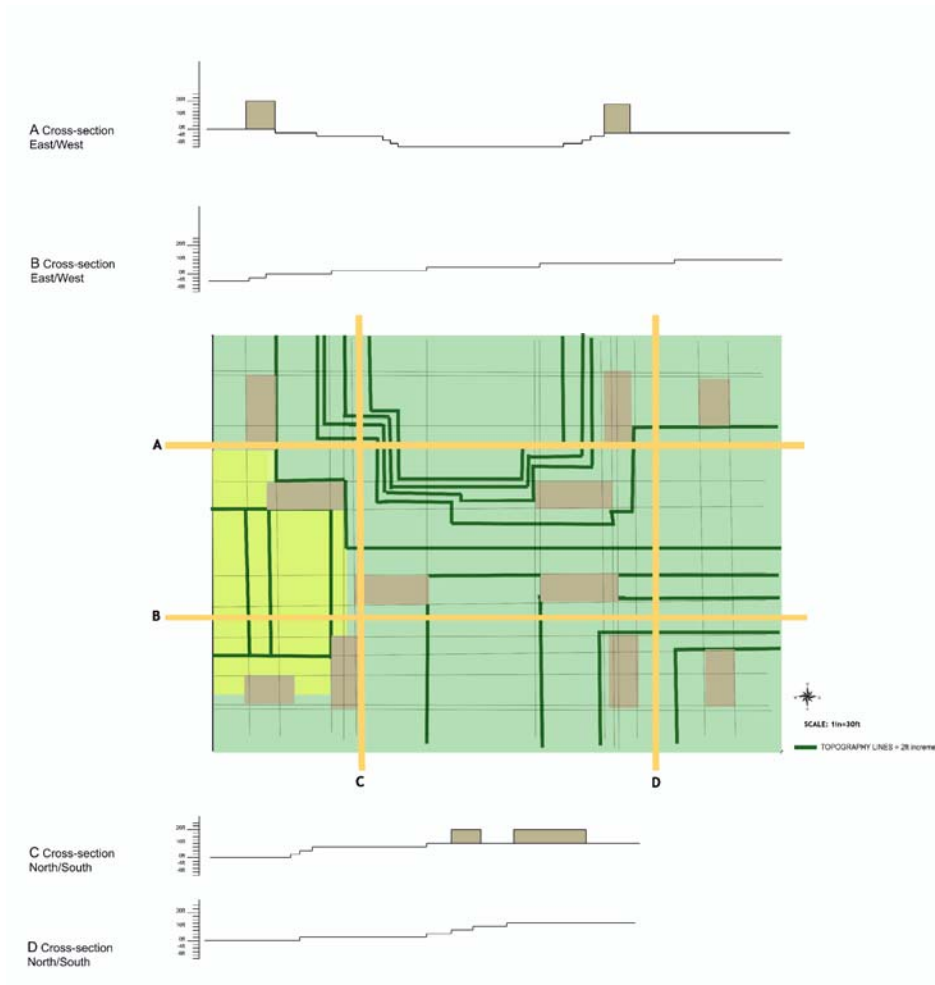 A Cross-section
East/West
B Cross-section
East/West
A
B
SCALE: 1in=30ft
TOPOGRAPHY LINES = 2ft increme
C
D
C Cross-section
North/South
D Cross-section
North/South